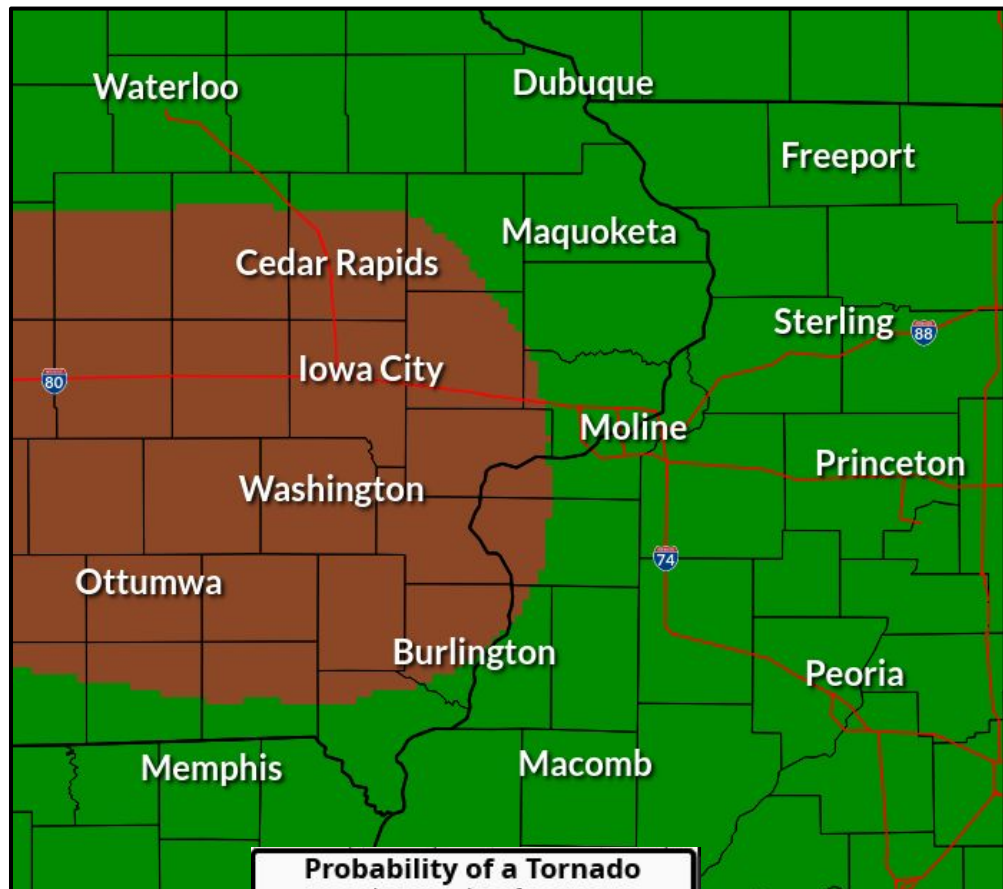 Waterloo
Dubuque
Freeport
Maquoketa
Cedar Rapids
Sterling
88
Iowa City
80
Moline
Princeton
Washington
74
Ottumwa
Burlington
Peoria
Memphis
Macomb
Probability of a Tornado